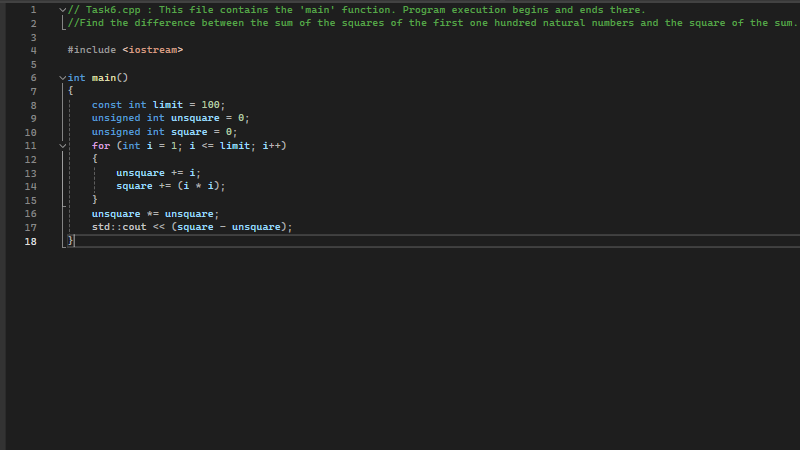 1 // Task6.cpp : This file contains the 'main' function. Program execution begins and ends there.
2 //Find the difference between the sum of the squares of the first one hundred natural numbers and the square of the sum.
3
4 #include <iostream>
5
6 int main()
7 {
8 const int limit = 100;
9 unsigned int unsquare = 0;
10 unsigned int square = 0;
11 for (int i = 1; i <= limit; i++)
12 {
13 unsquare += i;
14 square += (i * i);
15 }
16 unsquare *= unsquare;
17 std::cout << (square - unsquare);
18 }